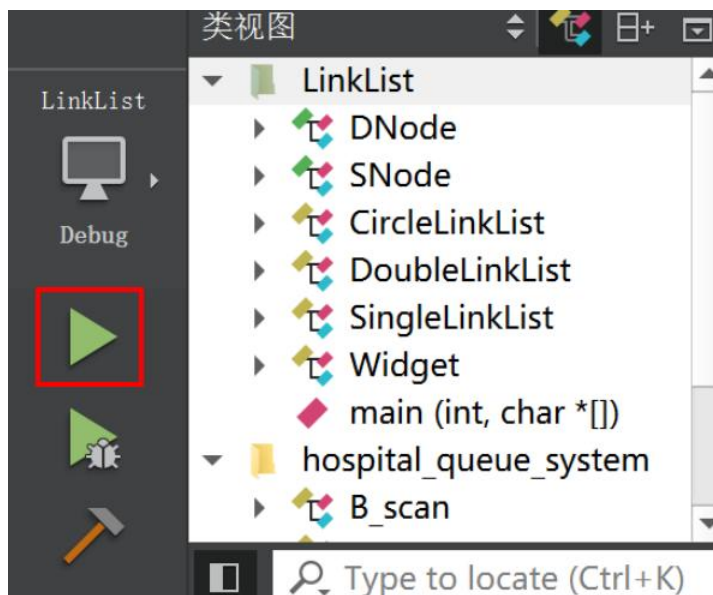 类视图
LinkList
Debug
LinkList
DNode
SNode
CircleLinkList
DoubleLinkList
SingleLinkList
Widget
main (int, char *[])
hospital_queue_system
B_scan
Type to locate (Ctrl+K)